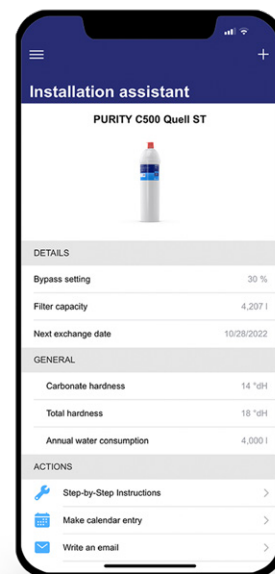 Installation assistant
PURITY C500 Quell ST
DETAILS
Bypass setting 30 %
Filter capacity 4,207 l
Next exchange date 10/28/2022
GENERAL
Carbonate hardness 14 °dH
Total hardness 18 °dH
Annual water consumption 4,000 l
ACTIONS
Step-by-Step Instructions
Make calendar entry
Write an email